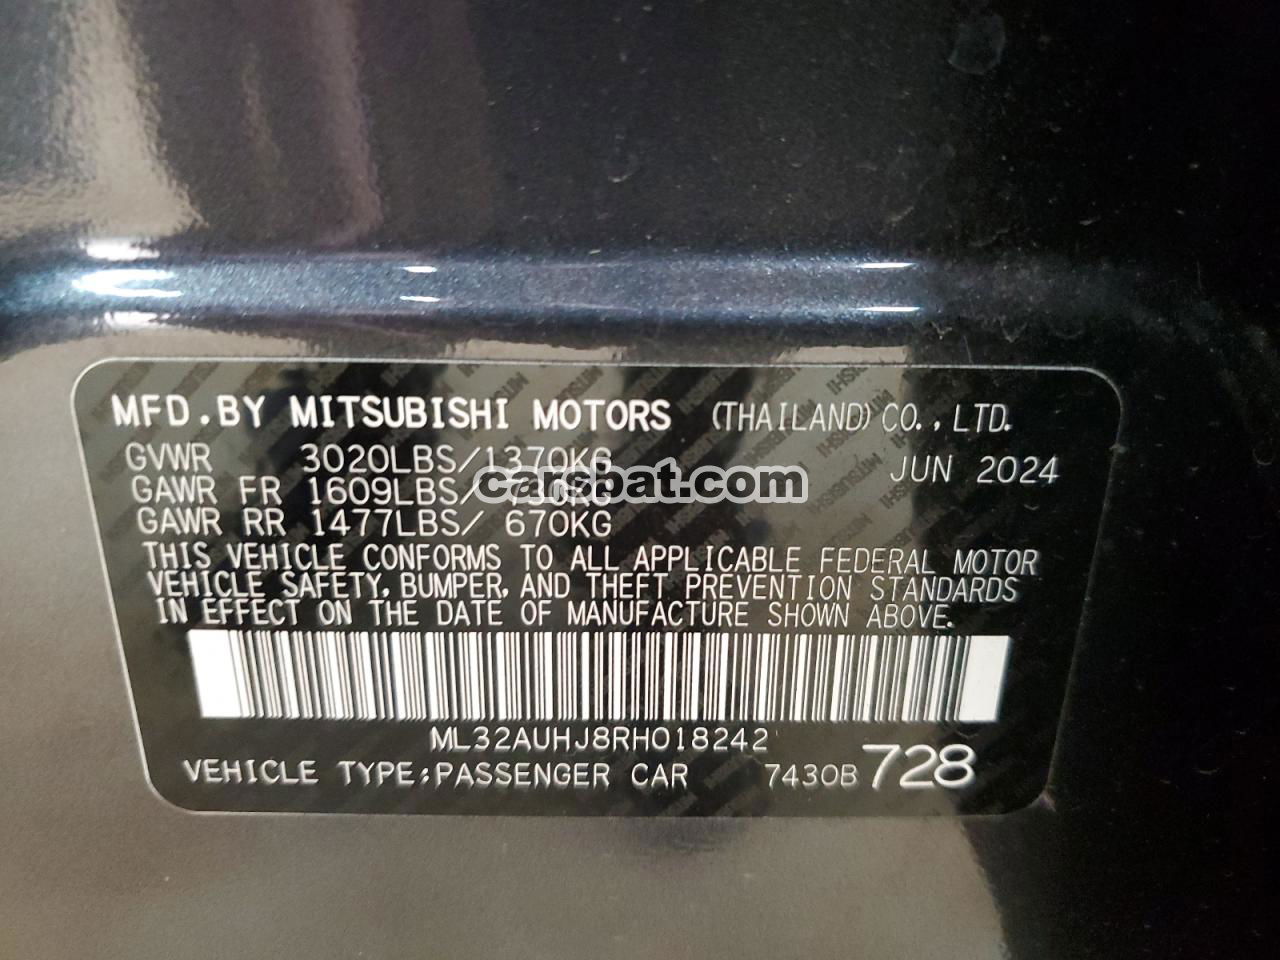 MFD.BY MITSUBISHI MOTORS (THAILAND)CO.,LTD.
GVWR 3020LBS/1370KG JUN 2024
GAWR FR 1609LBS/ 730KG
carspat.com
GAWR RR 1477LBS/ 670KG
THIS VEHICLE CONFORMS TO ALL APPLICABLE FEDERAL MOTOR
VEHICLE SAFETY, BUMPER, AND THEFT PREVENTION STANDARDS
IN EFFECT ON THE DATE OF MANUFACTURE SHOWN ABOVE.
ML32AUHJ8RH018242
VEHICLE TYPE;PASSENGER CAR 7430B 728